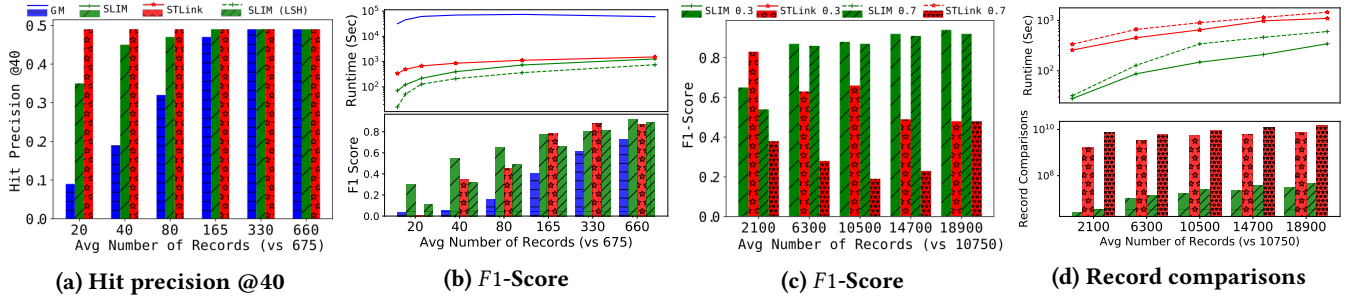 GM SLIM STLink SLIM (LSH)
Hit Precision @40
0.5
0.4
0.3
0.2
0.1
0.0
20 40 80 165 330 660
Avg Number of Records (vs 675)
(a) Hit precision @40
Runtime (Sec)
10^5
10^4
10^3
10^2
F1 Score
0.8
0.6
0.4
0.2
0.0
20 40 80 165 330 660
Avg Number of Records (vs 675)
(b) F1-Score
SLIM 0.3 STLink 0.3 SLIM 0.7 STLink 0.7
F1-Score
0.8
0.6
0.4
0.2
0.0
2100 6300 10500 14700 18900
Avg Number of Records (vs 10750)
(c) F1-Score
Runtime (Sec)
10^3
10^2
Record Comparisons
10^10
10^8
2100 6300 10500 14700 18900
Avg Number of Records (vs 10750)
(d) Record comparisons